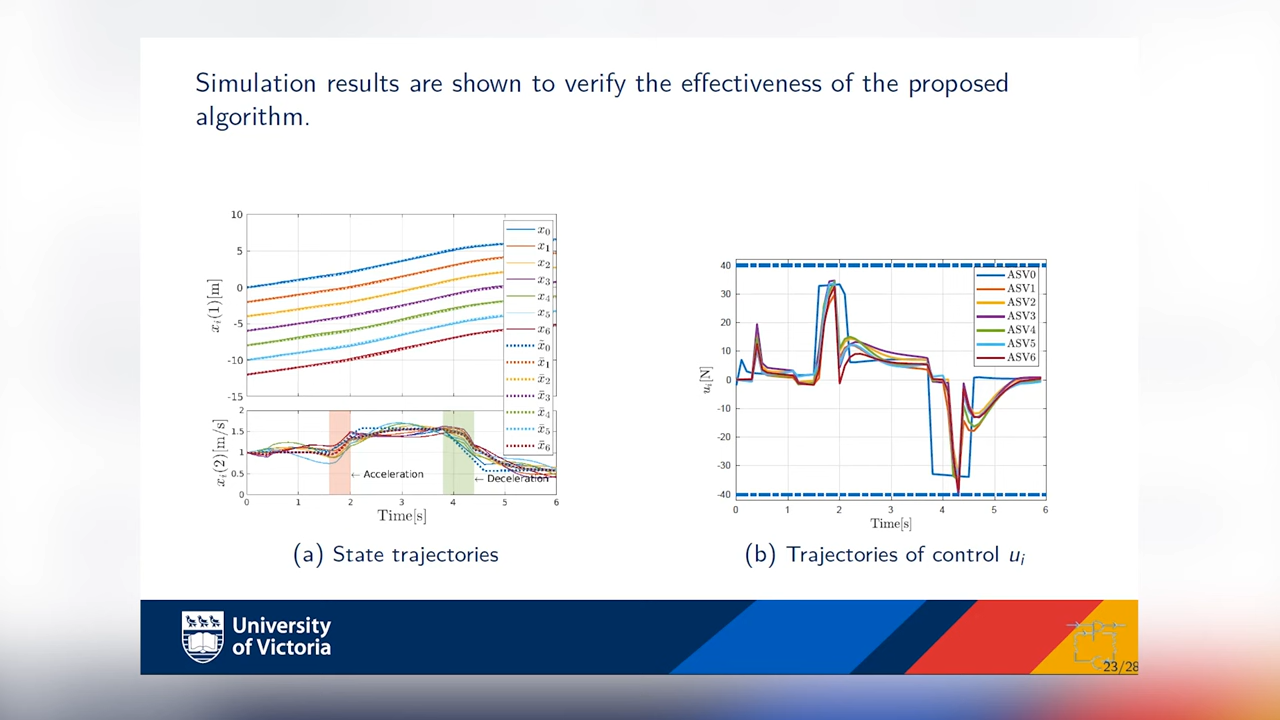 Simulation results are shown to verify the effectiveness of the proposed
algorithm.
10
5
0
-5
-10
-15
x_i(1)[m]
x_0
x_1
x_2
x_3
x_4
x_5
x_6
x̄_0
x̄_1
x̄_2
x̄_3
x̄_4
x̄_5
x̄_6
2
1.5
1
0.5
0
x_i(2)[m/s]
← Acceleration
← Deceleration
0 1 2 3 4 5 6
Time[s]
(a) State trajectories
40
30
20
10
0
-10
-20
-30
-40
u_i[N]
ASV0
ASV1
ASV2
ASV3
ASV4
ASV5
ASV6
0 1 2 3 4 5 6
Time[s]
(b) Trajectories of control u_i
University
of Victoria
23/28